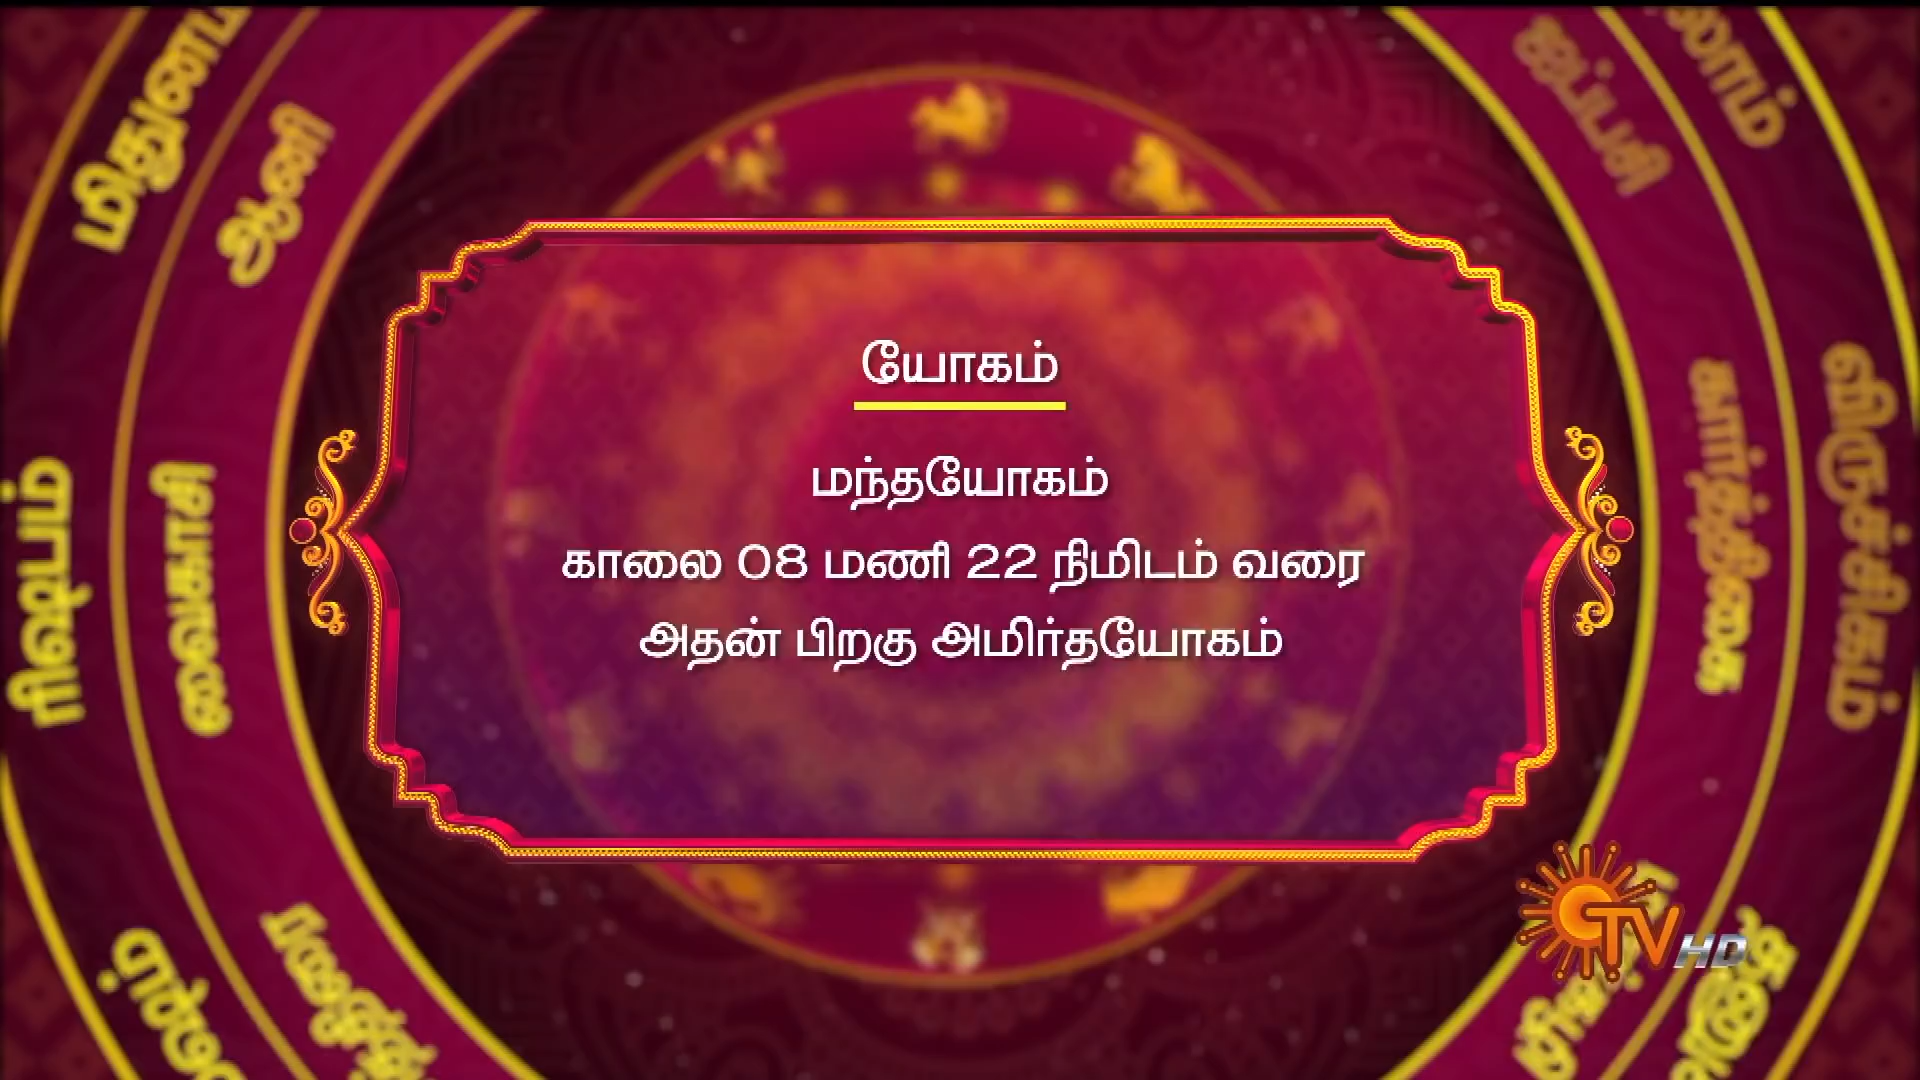 யோகம்
மந்தயோகம்
காலை 08 மணி 22 நிமிடம் வரை
அதன் பிறகு அமிர்தயோகம்
மிதுனம்
ஆனி
ரிஷபம்
வைகாசி
ஐப்பசி
கார்த்திகை
விருச்சிகம்
TV HD